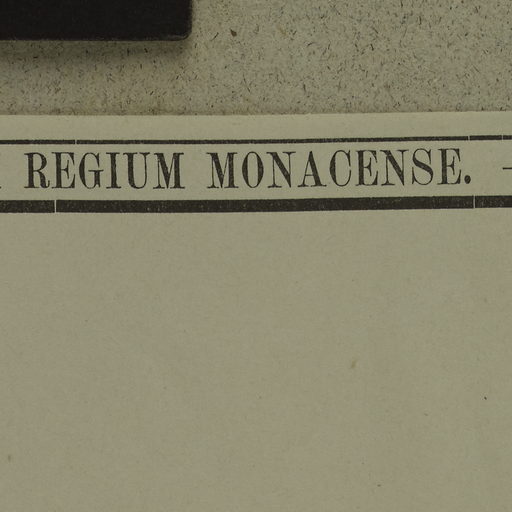 REGIUM MONACENSE. —